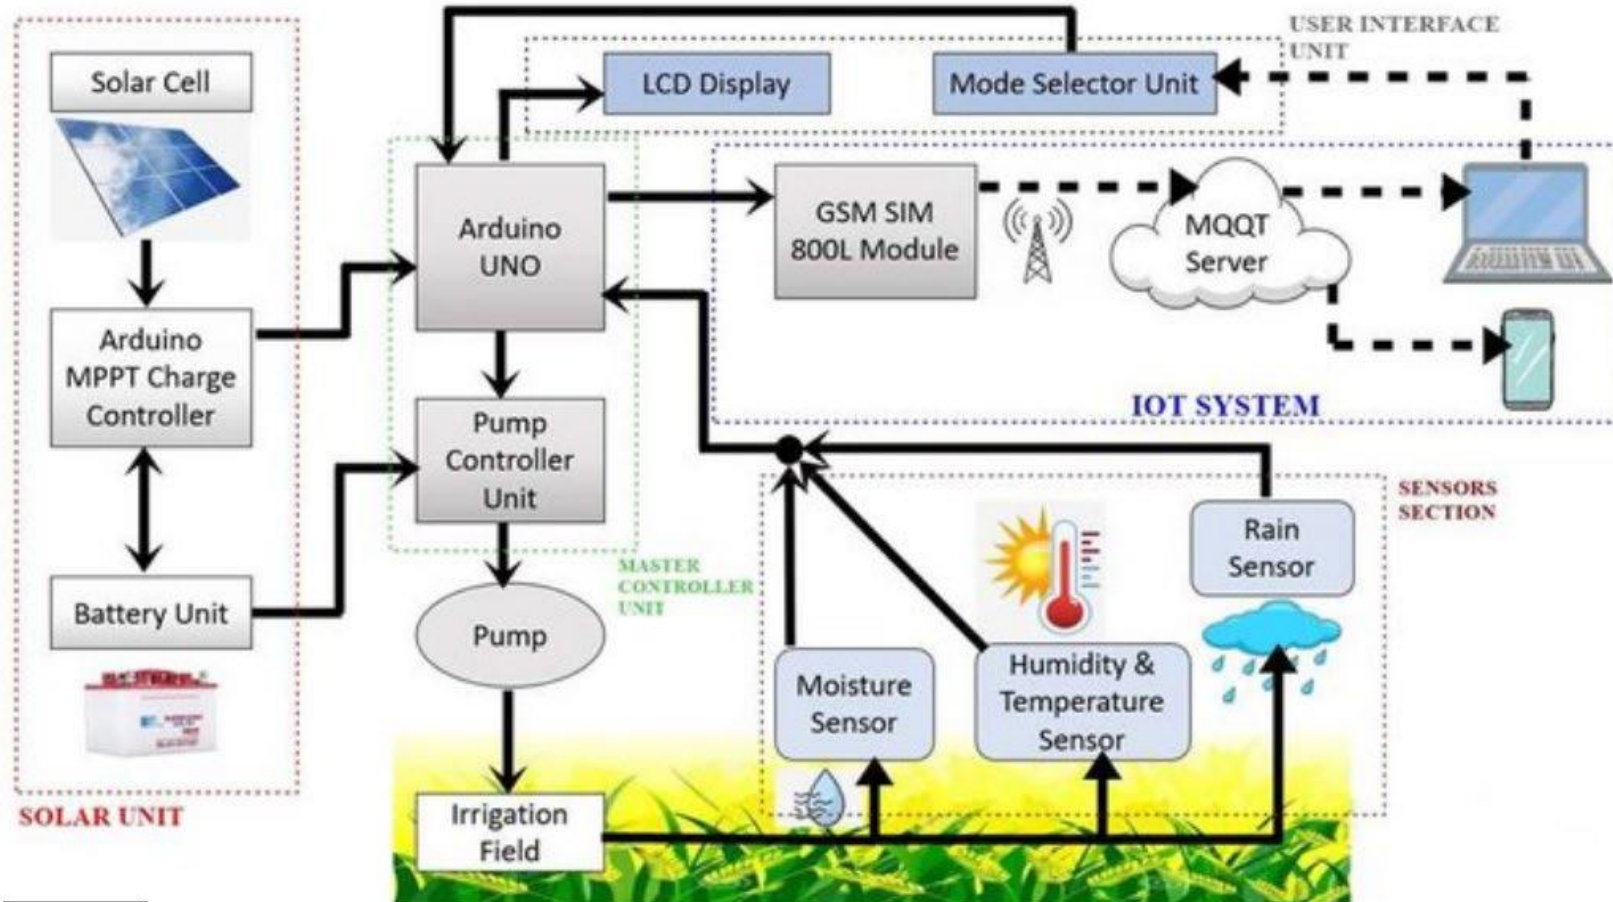 USER INTERFACE
UNIT
Solar Cell
LCD Display
Mode Selector Unit
Arduino
UNO
GSM SIM
800L Module
MQQT
Server
Arduino
MPPT Charge
Controller
IOT SYSTEM
Pump
Controller
Unit
SENSORS
SECTION
Rain
Sensor
MASTER
CONTROLLER
UNIT
Battery Unit
Pump
Moisture
Sensor
Humidity &
Temperature
Sensor
SOLAR UNIT
Irrigation
Field